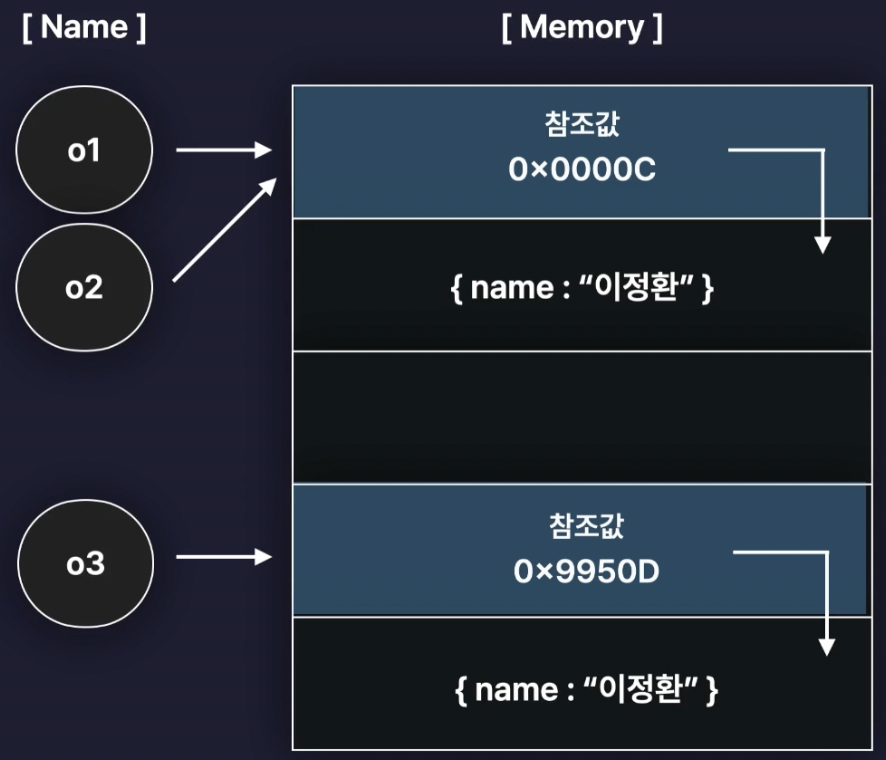 [ Name ]
[ Memory ]
o1
참조값
0×0000C
o2
{ name : “이정환” }
참조값
0×9950D
o3
{ name : “이정환” }